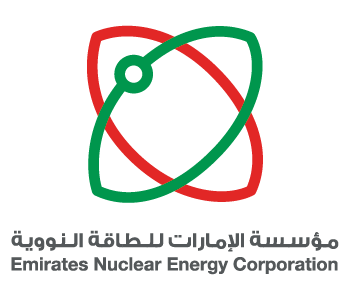 مؤسسة الإمارات للطاقة النووية
Emirates Nuclear Energy Corporation